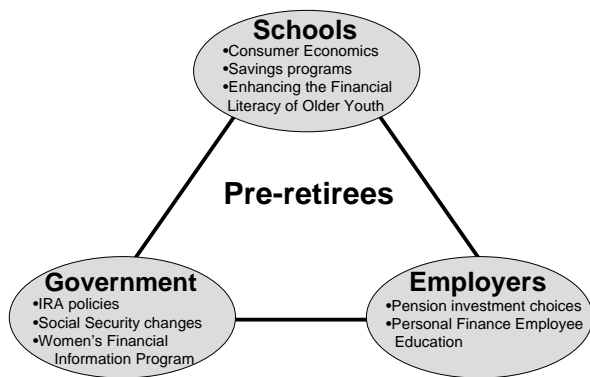 Schools
•Consumer Economics
•Savings programs
•Enhancing the Financial
Literacy of Older Youth
Pre-retirees
Government
•IRA policies
•Social Security changes
•Women’s Financial
Information Program
Employers
•Pension investment choices
•Personal Finance Employee
Education